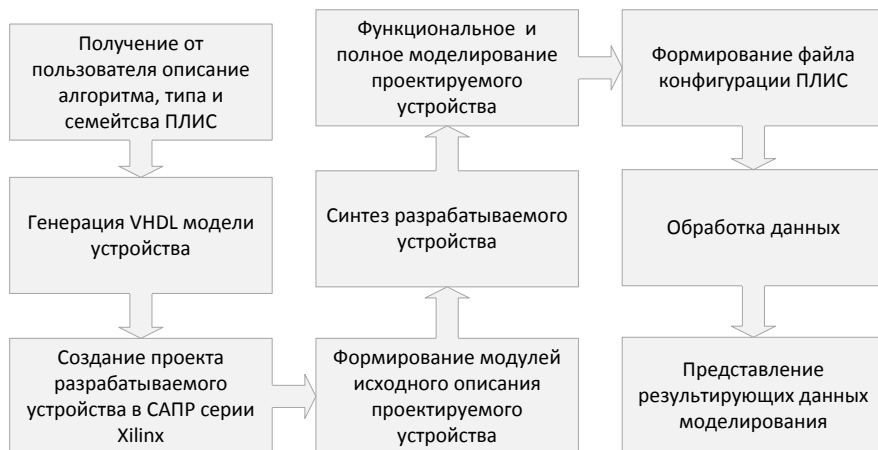 Получение от
пользователя описание
алгоритма, типа и
семейтсва ПЛИС
Генерация VHDL модели
устройства
Создание проекта
разрабатываемого
устройства в САПР серии
Xilinx
Формирование модулей
исходного описания
проектируемого
устройства
Синтез разрабатываемого
устройства
Функциональное и
полное моделирование
проектируемого
устройства
Формирование файла
конфигурации ПЛИС
Обработка данных
Представление
результирующих данных
моделирования